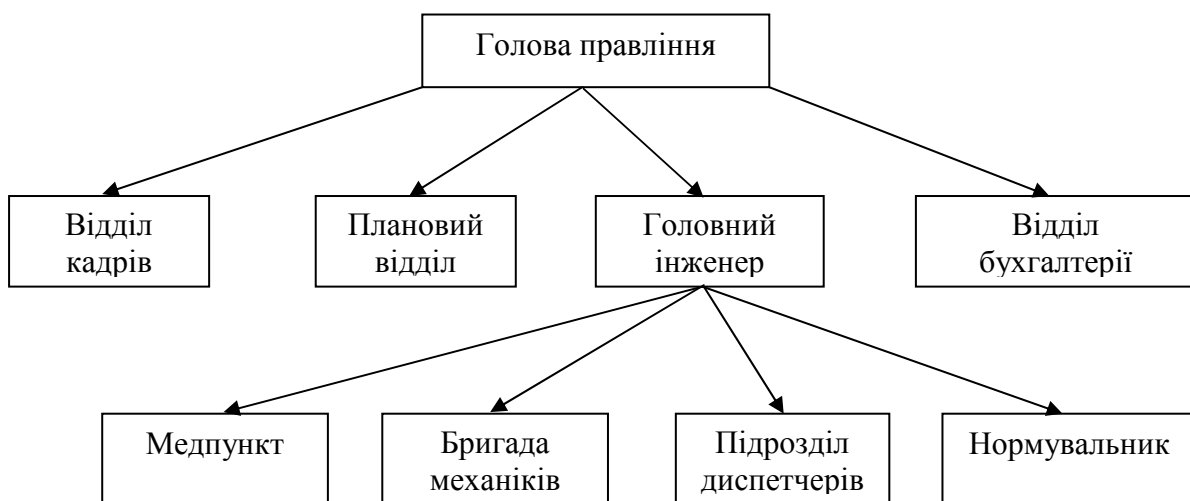 Голова правління
Відділ
кадрів
Плановий
відділ
Головний
інженер
Відділ
бухгалтерії
Медпункт
Бригада
механіків
Підрозділ
диспетчерів
Нормувальник